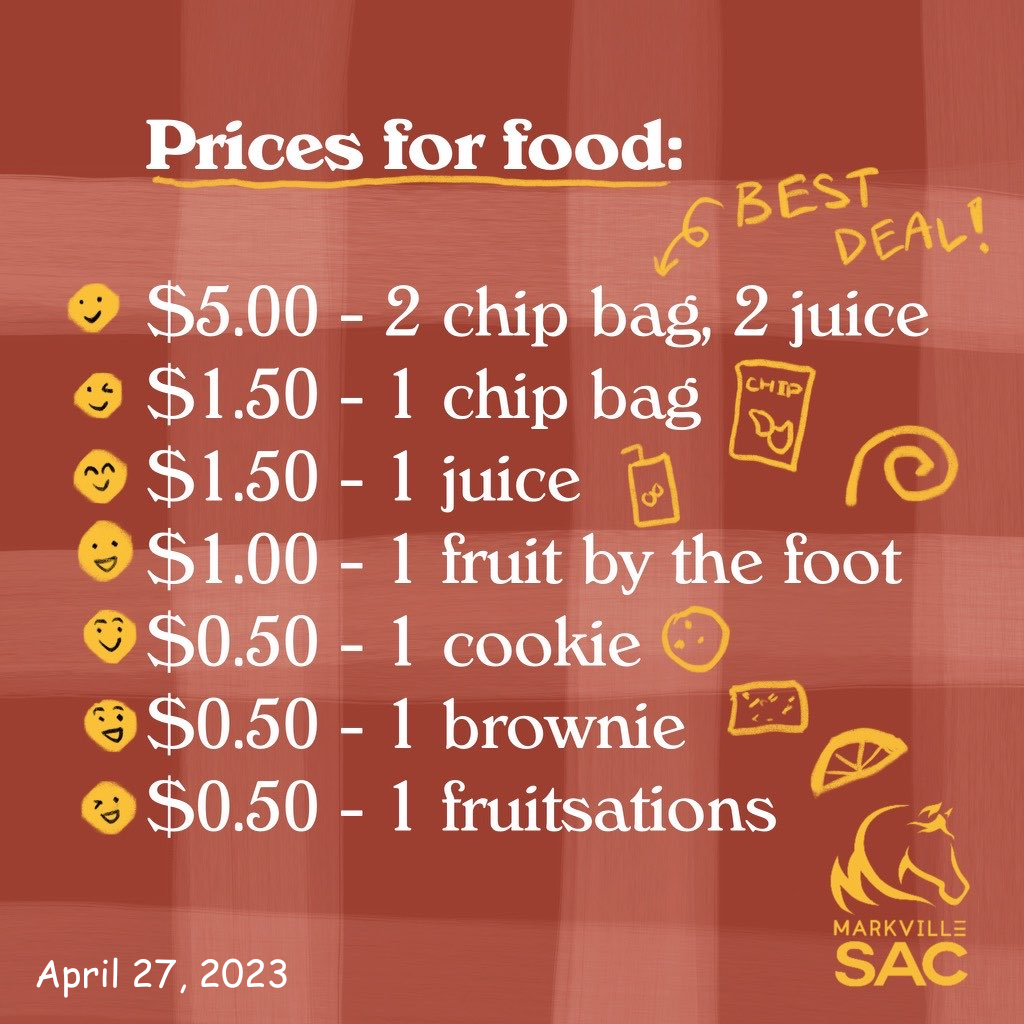 Prices for food:
BEST
DEAL!
$5.00 - 2 chip bag, 2 juice
$1.50 - 1 chip bag
CHIP
$1.50 - 1 juice
$1.00 - 1 fruit by the foot
$0.50 - 1 cookie
$0.50 - 1 brownie
$0.50 - 1 fruitsations
MARKVILLE
SAC
April 27, 2023